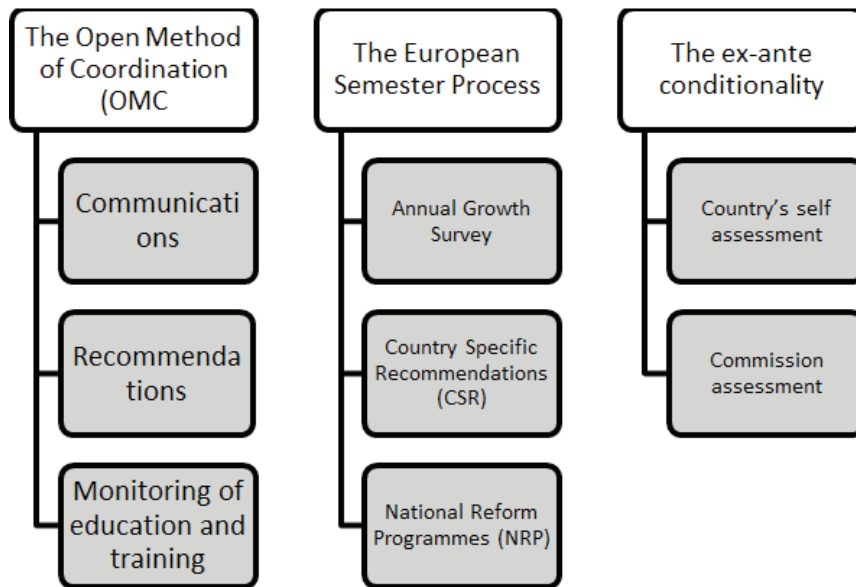 The Open Method
of Coordination
(OMC
Communicati
ons
Recommenda
tions
Monitoring of
education and
training
The European
Semester Process
Annual Growth
Survey
Country Specific
Recommendations
(CSR)
National Reform
Programmes (NRP)
The ex-ante
conditionality
Country's self
assessment
Commission
assessment